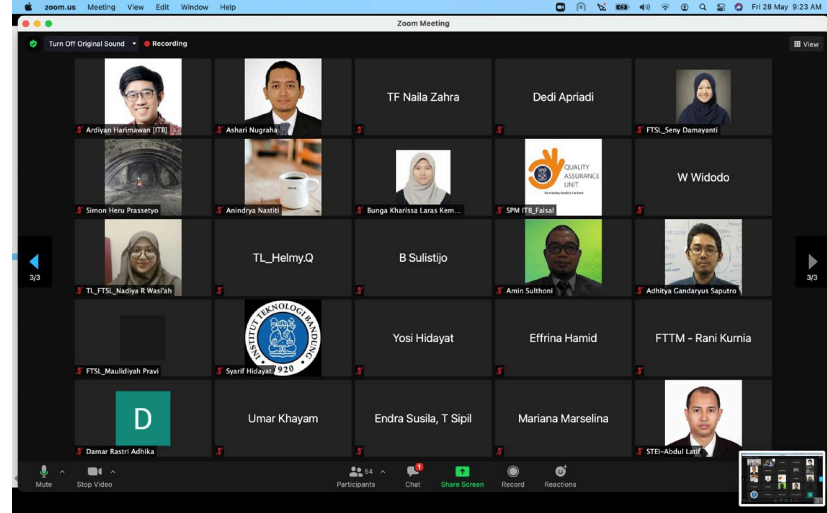 zoom.us Meeting View Edit Window Help Fri 28 May 9:23 AM
Zoom Meeting
Turn Off Original Sound Recording View
Ardiyan Harimawan [ITB]
Ashari Nugraha
TF Naila Zahra
Dedi Apriadi
FTSL_Seny Damayanti
Simon Heru Prassetyo
Anindrya Nastiti
Bunga Kharissa Laras Kem...
QUALITY
ASSURANCE
UNIT
SPM ITB_Faisal
W Widodo
3/3
TL_FTSL_Nadiya R Wasi'ah
TL_Helmy.Q
B Sulistijo
Amin Sulthoni
Adhitya Gandaryus Saputro
3/3
FTSL_Maulidiyah Pravi
INSTITUT TEKNOLOGI BANDUNG
1920
Syarif Hidayat
Yosi Hidayat
Effrina Hamid
FTTM - Rani Kurnia
D
Damar Rastri Adhika
Umar Khayam
Endra Susila, T Sipil
Mariana Marselina
STEI-Abdul Latif
Mute Stop Video 54 Participants 1 Chat Share Screen Record Reactions